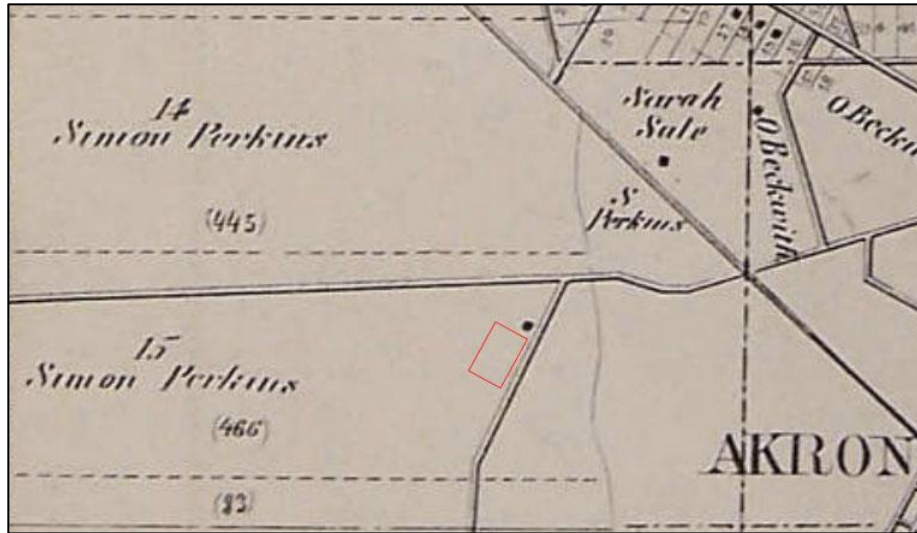 14
Simon Perkins
(445)
Sarah
Sale
S
Perkins
O Beckwith
O Beckw
15
Simon Perkins
(466)
(83)
AKRON